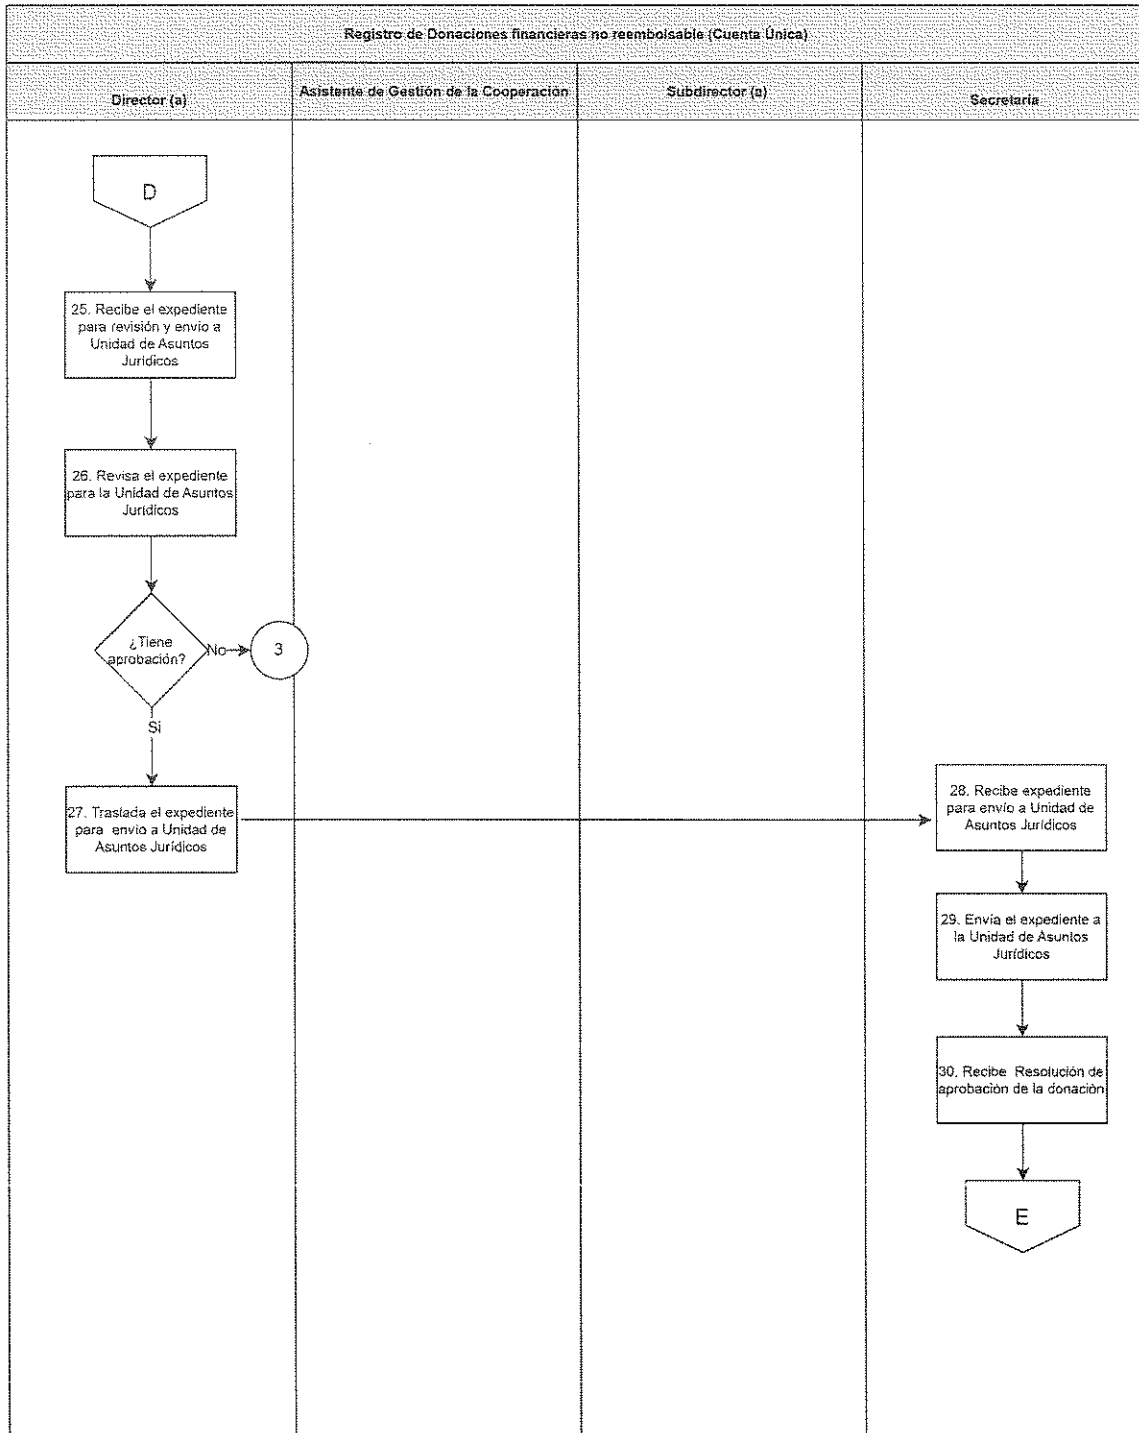 Registro de Donaciones financieras no reembolsable (Cuenta Única)
Director (a)
Asistente de Gestión de la Cooperación
Subdirector (a)
Secretaria
D
25. Recibe el expediente
para revisión y envío a
Unidad de Asuntos
Jurídicos
26. Revisa el expediente
para la Unidad de Asuntos
Jurídicos
¿Tiene
aprobación?
No
3
Si
27. Traslada el expediente
para envío a Unidad de
Asuntos Jurídicos
28. Recibe expediente
para envío a Unidad de
Asuntos Jurídicos
29. Envía el expediente a
la Unidad de Asuntos
Jurídicos
30. Recibe Resolución de
aprobación de la donación
E